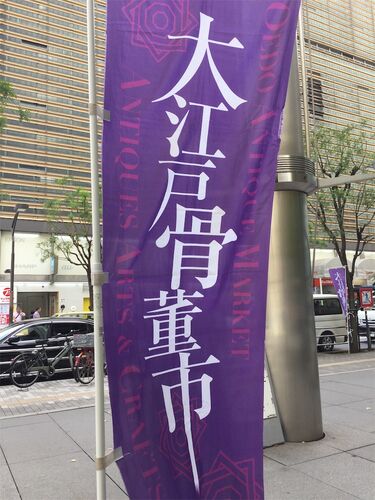 大江戸骨董市
OEDO ANTIQUE MARKET
ANTIQUES ARTS & CRAFTS